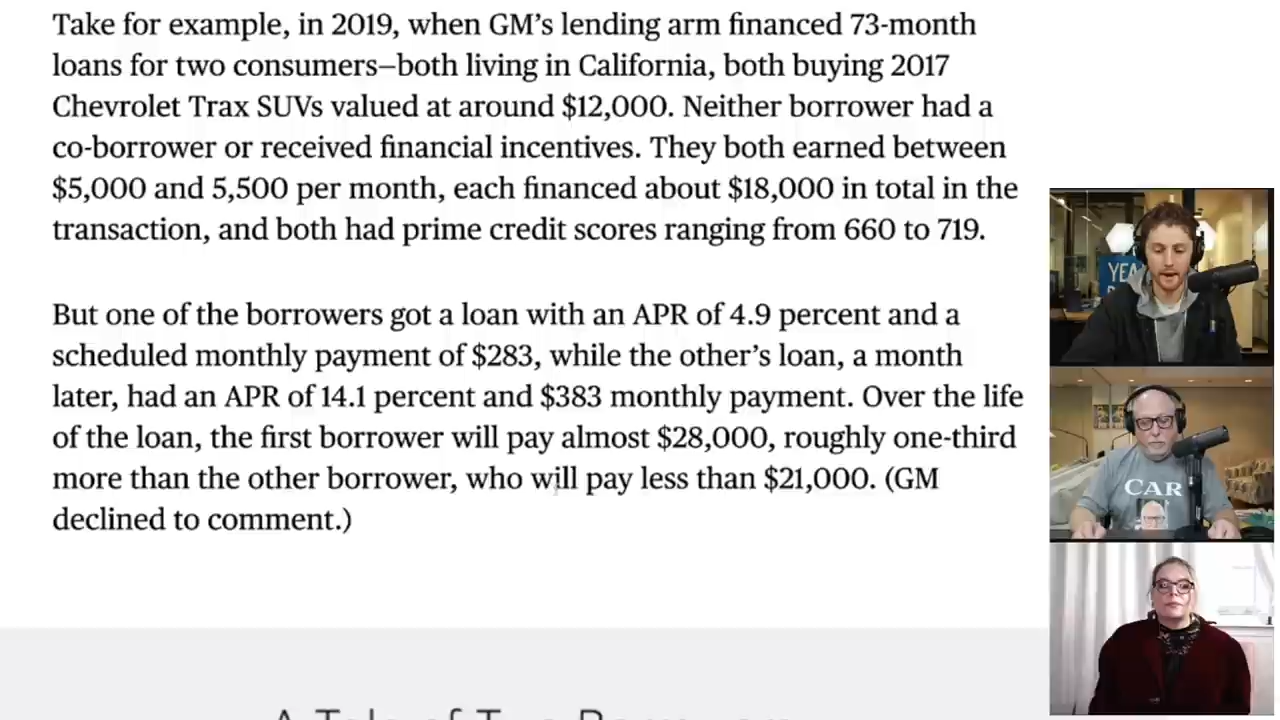 Take for example, in 2019, when GM’s lending arm financed 73-month
loans for two consumers—both living in California, both buying 2017
Chevrolet Trax SUVs valued at around $12,000. Neither borrower had a
co-borrower or received financial incentives. They both earned between
$5,000 and 5,500 per month, each financed about $18,000 in total in the
transaction, and both had prime credit scores ranging from 660 to 719.
But one of the borrowers got a loan with an APR of 4.9 percent and a
scheduled monthly payment of $283, while the other’s loan, a month
later, had an APR of 14.1 percent and $383 monthly payment. Over the life
of the loan, the first borrower will pay almost $28,000, roughly one-third
more than the other borrower, who will pay less than $21,000. (GM
declined to comment.)
A Tale of Two Borrowers
YEA
CAR